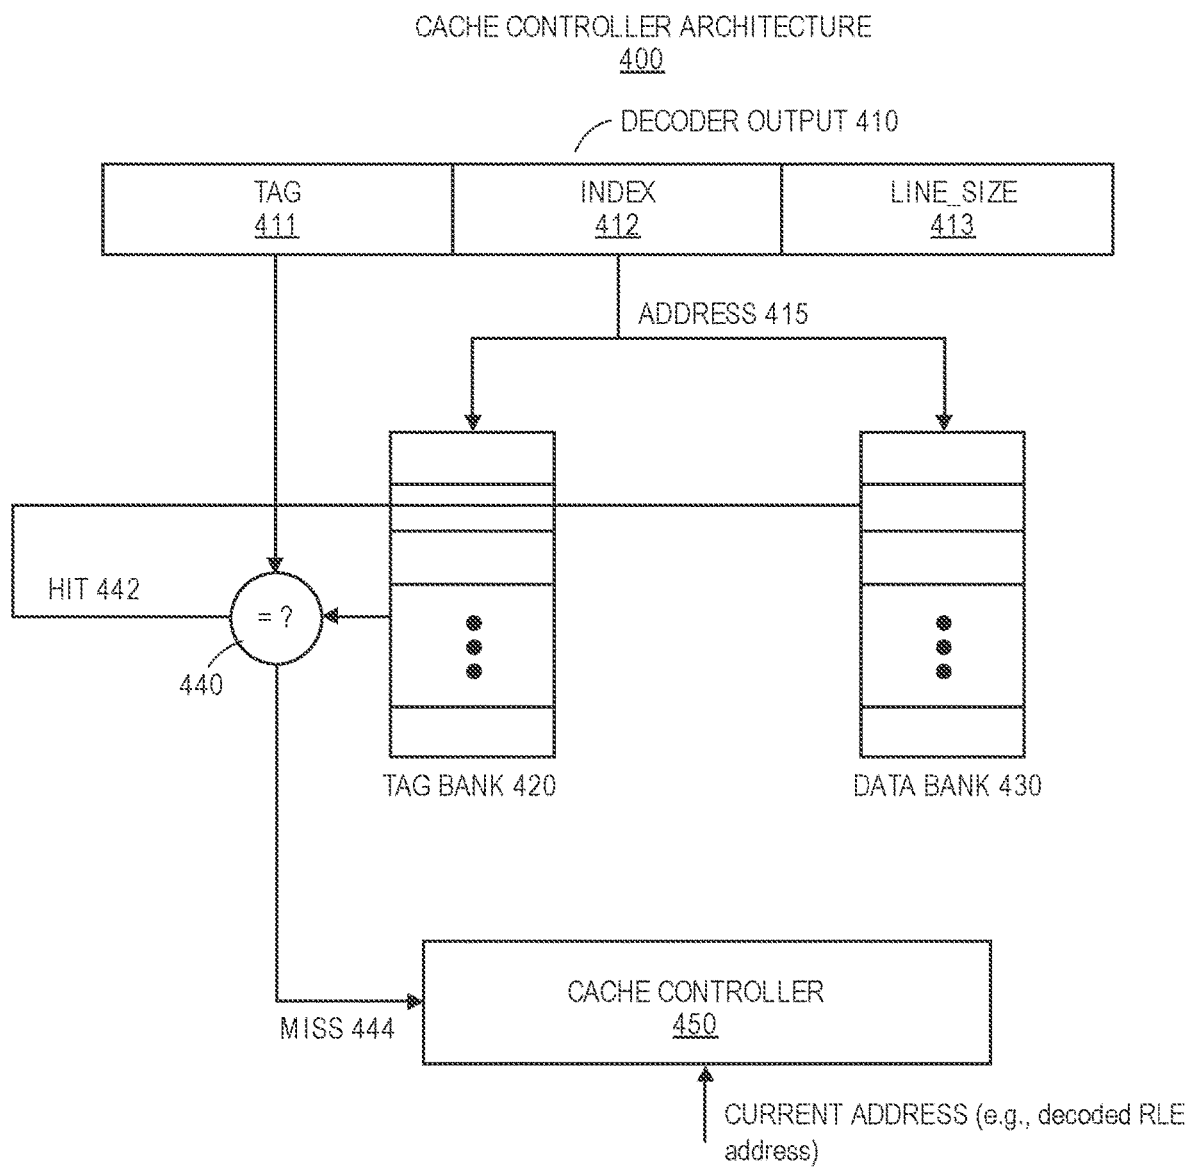 CACHE CONTROLLER ARCHITECTURE
400
DECODER OUTPUT 410
TAG
411
INDEX
412
LINE_SIZE
413
ADDRESS 415
HIT 442
= ?
440
TAG BANK 420
DATA BANK 430
CACHE CONTROLLER
450
MISS 444
CURRENT ADDRESS (e.g., decoded RLE
address)